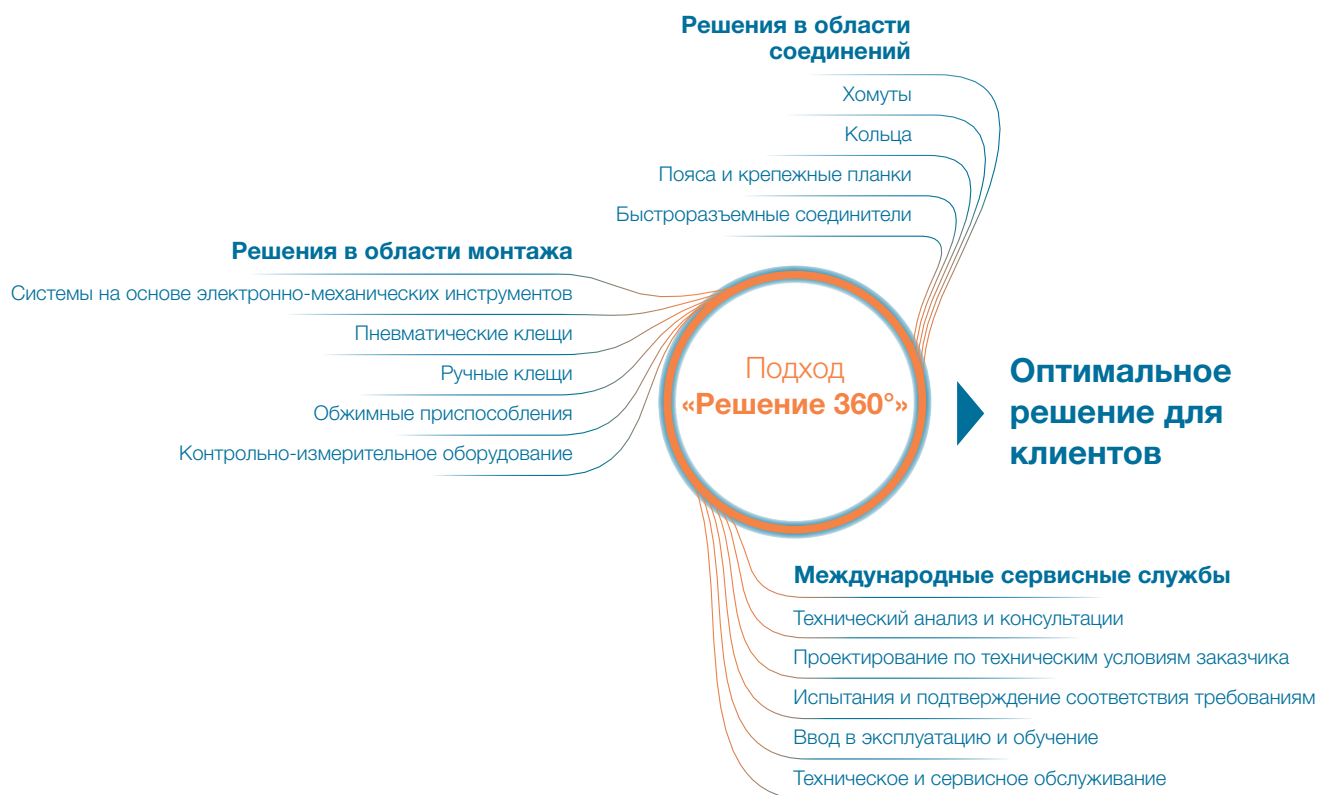 Решения в области
соединений
Хомуты
Кольца
Пояса и крепежные планки
Быстроразъемные соединители
Решения в области монтажа
Системы на основе электронно-механических инструментов
Пневматические клещи
Ручные клещи
Обжимные приспособления
Контрольно-измерительное оборудование
Подход
«Решение 360°»
Оптимальное
решение для
клиентов
Международные сервисные службы
Технический анализ и консультации
Проектирование по техническим условиям заказчика
Испытания и подтверждение соответствия требованиям
Ввод в эксплуатацию и обучение
Техническое и сервисное обслуживание